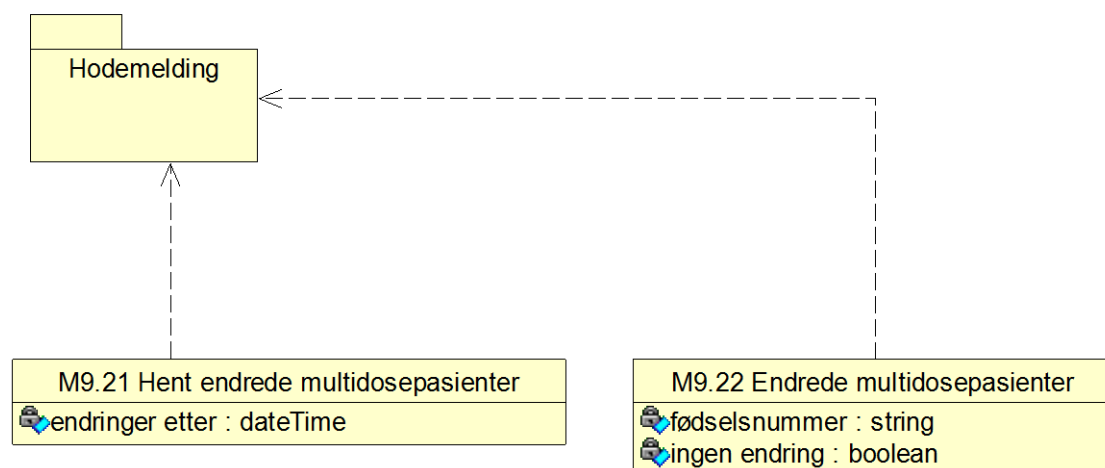 Hodemelding
M9.21 Hent endrede multidosepasienter
endringer etter : dateTime
M9.22 Endrede multidosepasienter
fødselsnummer : string
ingen endring : boolean